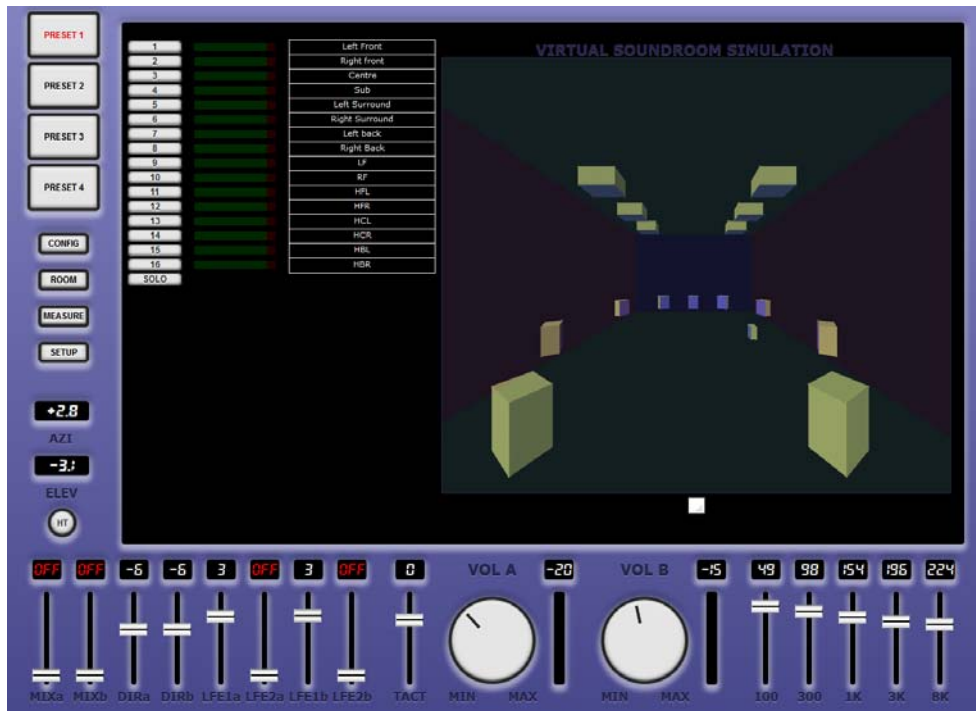 PRESET 1
PRESET 2
PRESET 3
PRESET 4
CONFIG
ROOM
MEASURE
SETUP
+2.8
AZI
ELEV
HT
1 Left Front
2 Right front
3 Centre
4 Sub
5 Left Surround
6 Right Surround
7 Left back
8 Right Back
9 LF
10 RF
11 HFL
12 HFR
13 HCL
14 HCR
15 HBL
16 HBR
SOLO
VIRTUAL SOUNDROOM SIMULATION
OFF OFF -6 -6 3 OFF 3 OFF 0 VOL A -20 VOL B -15 49 98 154 196 224
MIXa MIXb DIRa DIRb LFE1a LFE2a LFE1b LFE2b TACT MIN MAX MIN MAX 100 300 1K 3K 8K